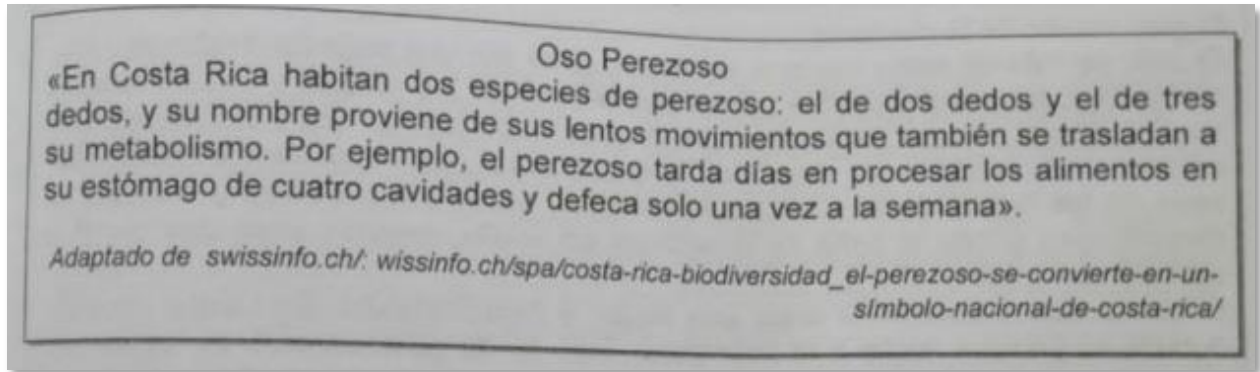 Oso Perezoso
«En Costa Rica habitan dos especies de perezoso: el de dos dedos y el de tres
dedos, y su nombre proviene de sus lentos movimientos que también se trasladan a
su metabolismo. Por ejemplo, el perezoso tarda días en procesar los alimentos en
su estómago de cuatro cavidades y defeca solo una vez a la semana».
Adaptado de swissinfo.ch/: wissinfo.ch/spa/costa-rica-biodiversidad_el-perezoso-se-convierte-en-un-
símbolo-nacional-de-costa-rica/